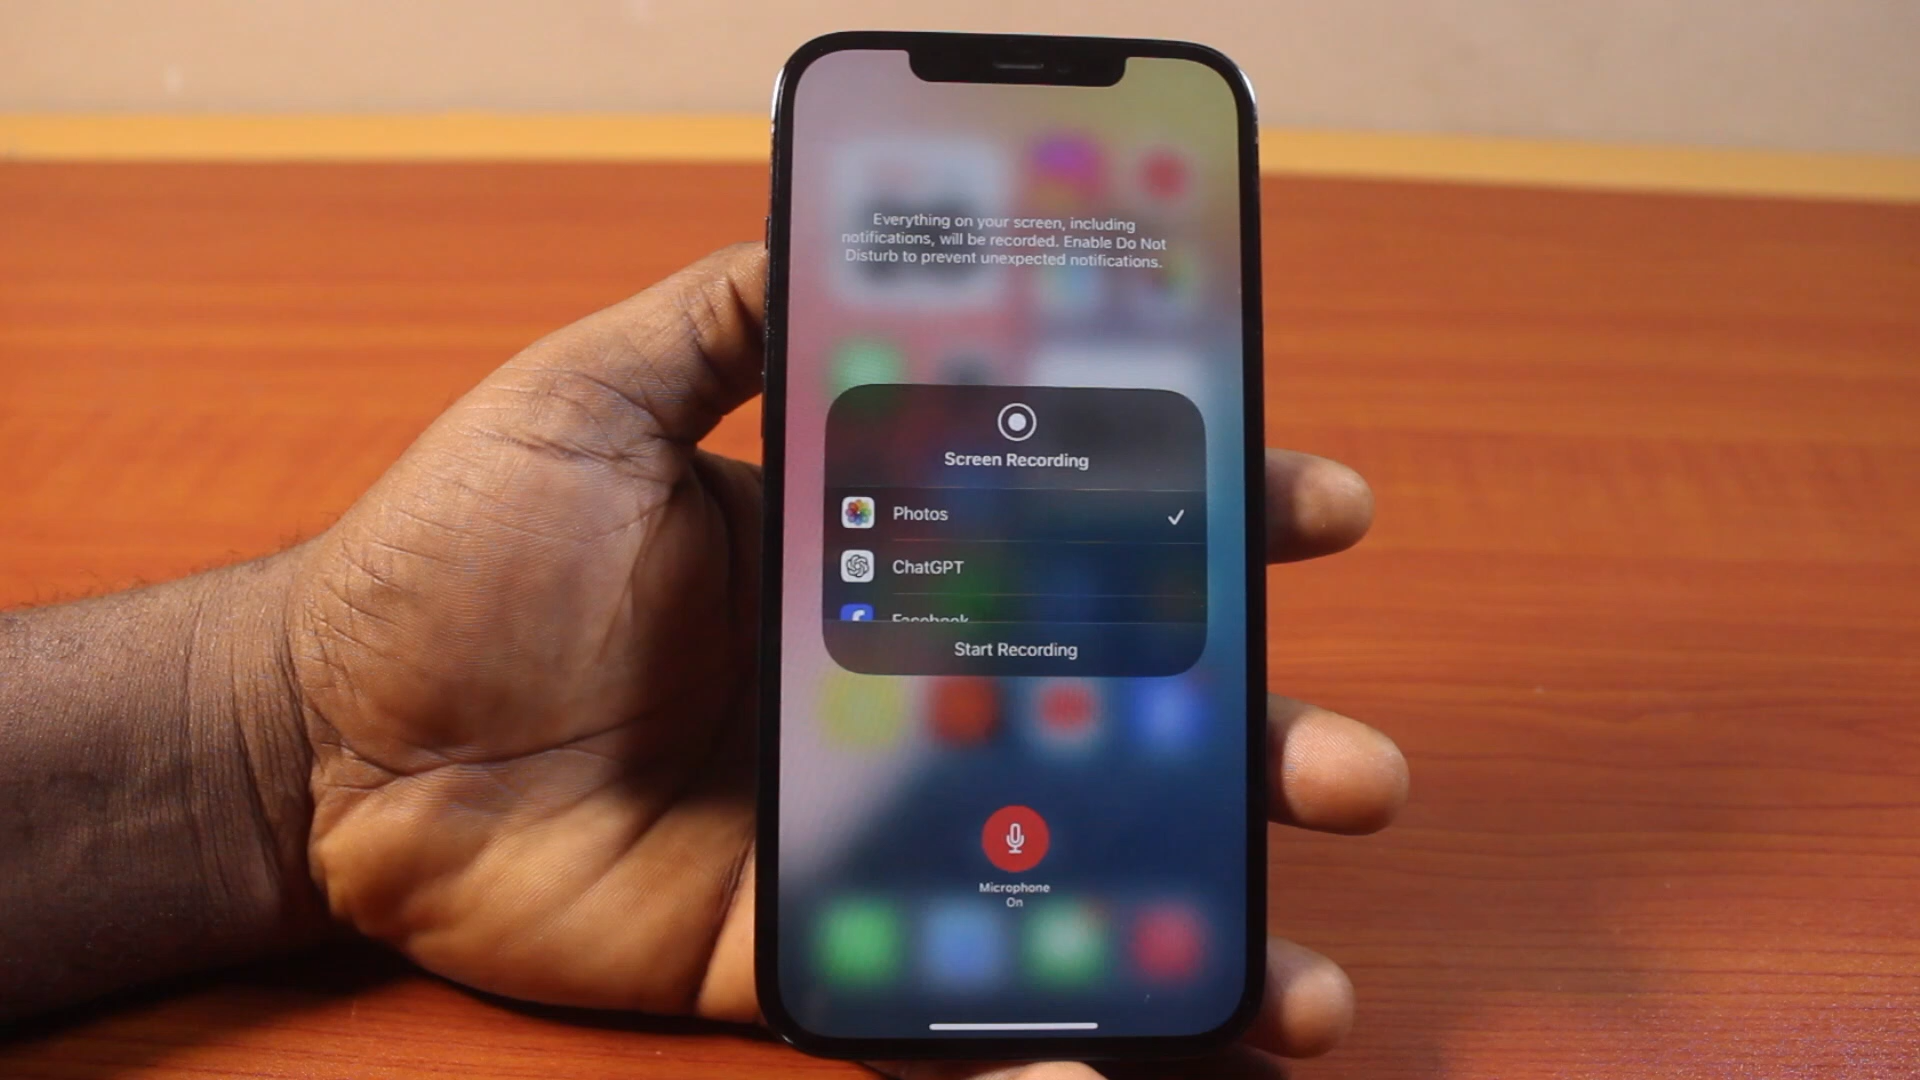 Everything on your screen, including
notifications, will be recorded. Enable Do Not
Disturb to prevent unexpected notifications.
Screen Recording
Photos
ChatGPT
Facebook
Start Recording
Microphone
On